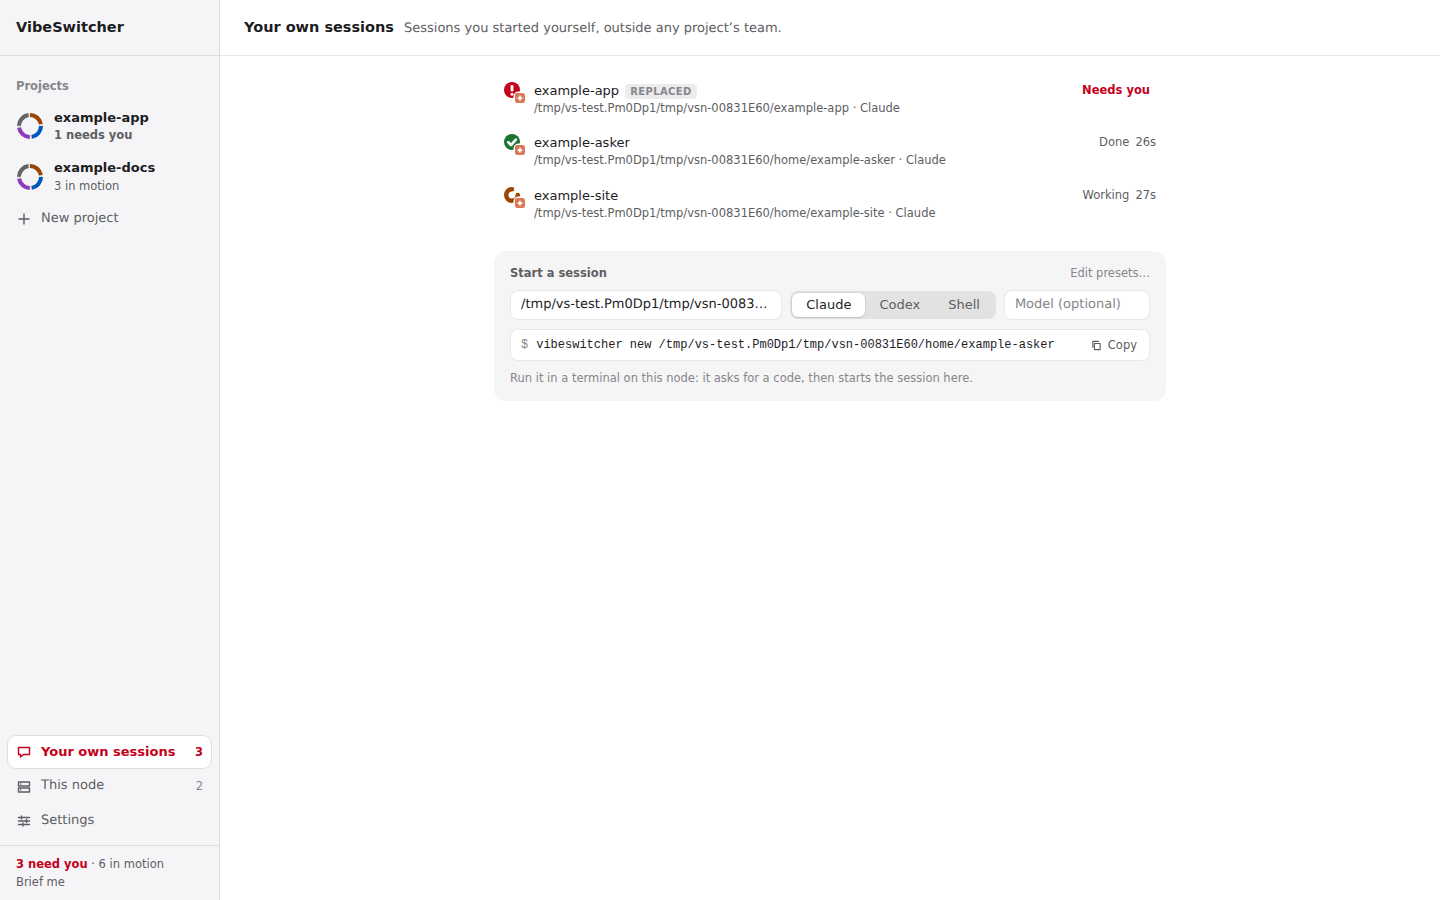 VibeSwitcher
Projects
example-app
1 needs you
example-docs
3 in motion
New project
Your own sessions 3
This node 2
Settings
3 need you · 6 in motion
Brief me
Your own sessions Sessions you started yourself, outside any project’s team.
example-app REPLACED Needs you
/tmp/vs-test.Pm0Dp1/tmp/vsn-00831E60/example-app · Claude
example-asker Done 26s
/tmp/vs-test.Pm0Dp1/tmp/vsn-00831E60/home/example-asker · Claude
example-site Working 27s
/tmp/vs-test.Pm0Dp1/tmp/vsn-00831E60/home/example-site · Claude
Start a session Edit presets...
/tmp/vs-test.Pm0Dp1/tmp/vsn-0083... Claude Codex Shell Model (optional)
$ vibeswitcher new /tmp/vs-test.Pm0Dp1/tmp/vsn-00831E60/home/example-asker Copy
Run it in a terminal on this node: it asks for a code, then starts the session here.